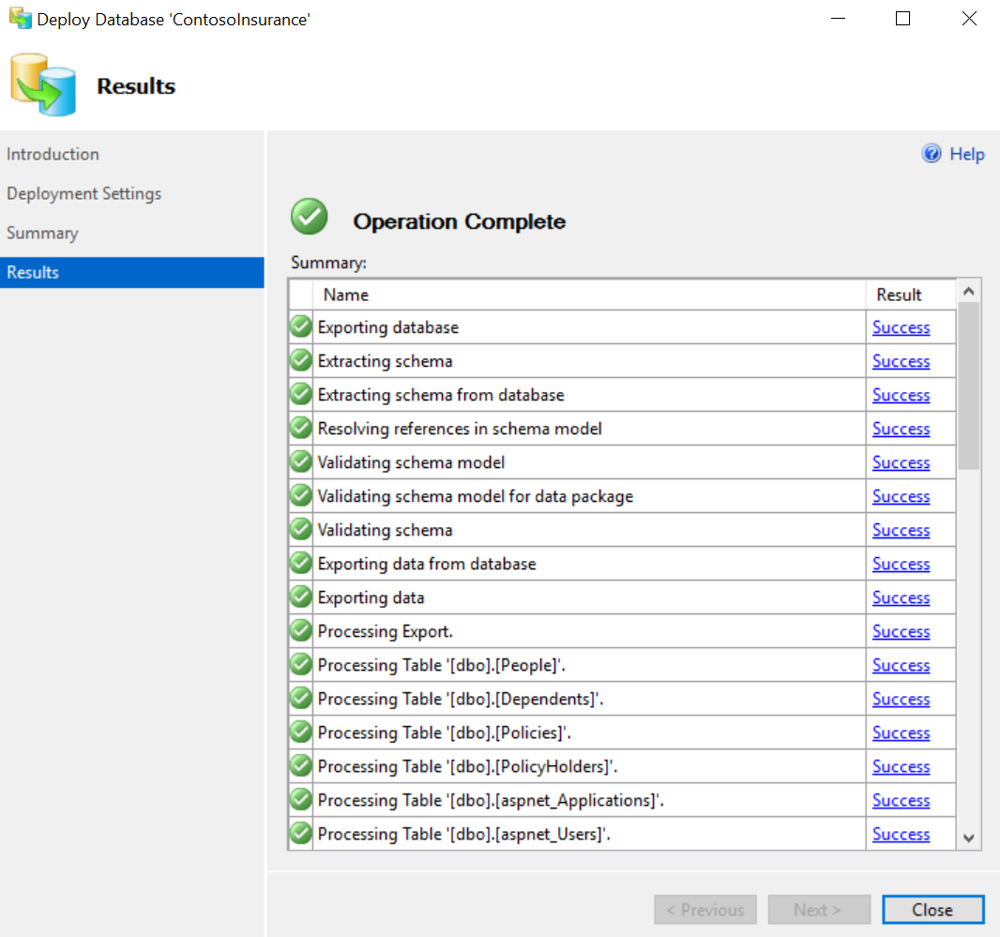 Deploy Database 'ContosoInsurance'
Results
Introduction
Deployment Settings
Summary
Results
Help
Operation Complete
Summary:
Name Result
Exporting database Success
Extracting schema Success
Extracting schema from database Success
Resolving references in schema model Success
Validating schema model Success
Validating schema model for data package Success
Validating schema Success
Exporting data from database Success
Exporting data Success
Processing Export. Success
Processing Table '[dbo].[People]'. Success
Processing Table '[dbo].[Dependents]'. Success
Processing Table '[dbo].[Policies]'. Success
Processing Table '[dbo].[PolicyHolders]'. Success
Processing Table '[dbo].[aspnet_Applications]'. Success
Processing Table '[dbo].[aspnet_Users]'. Success
< Previous Next > Close